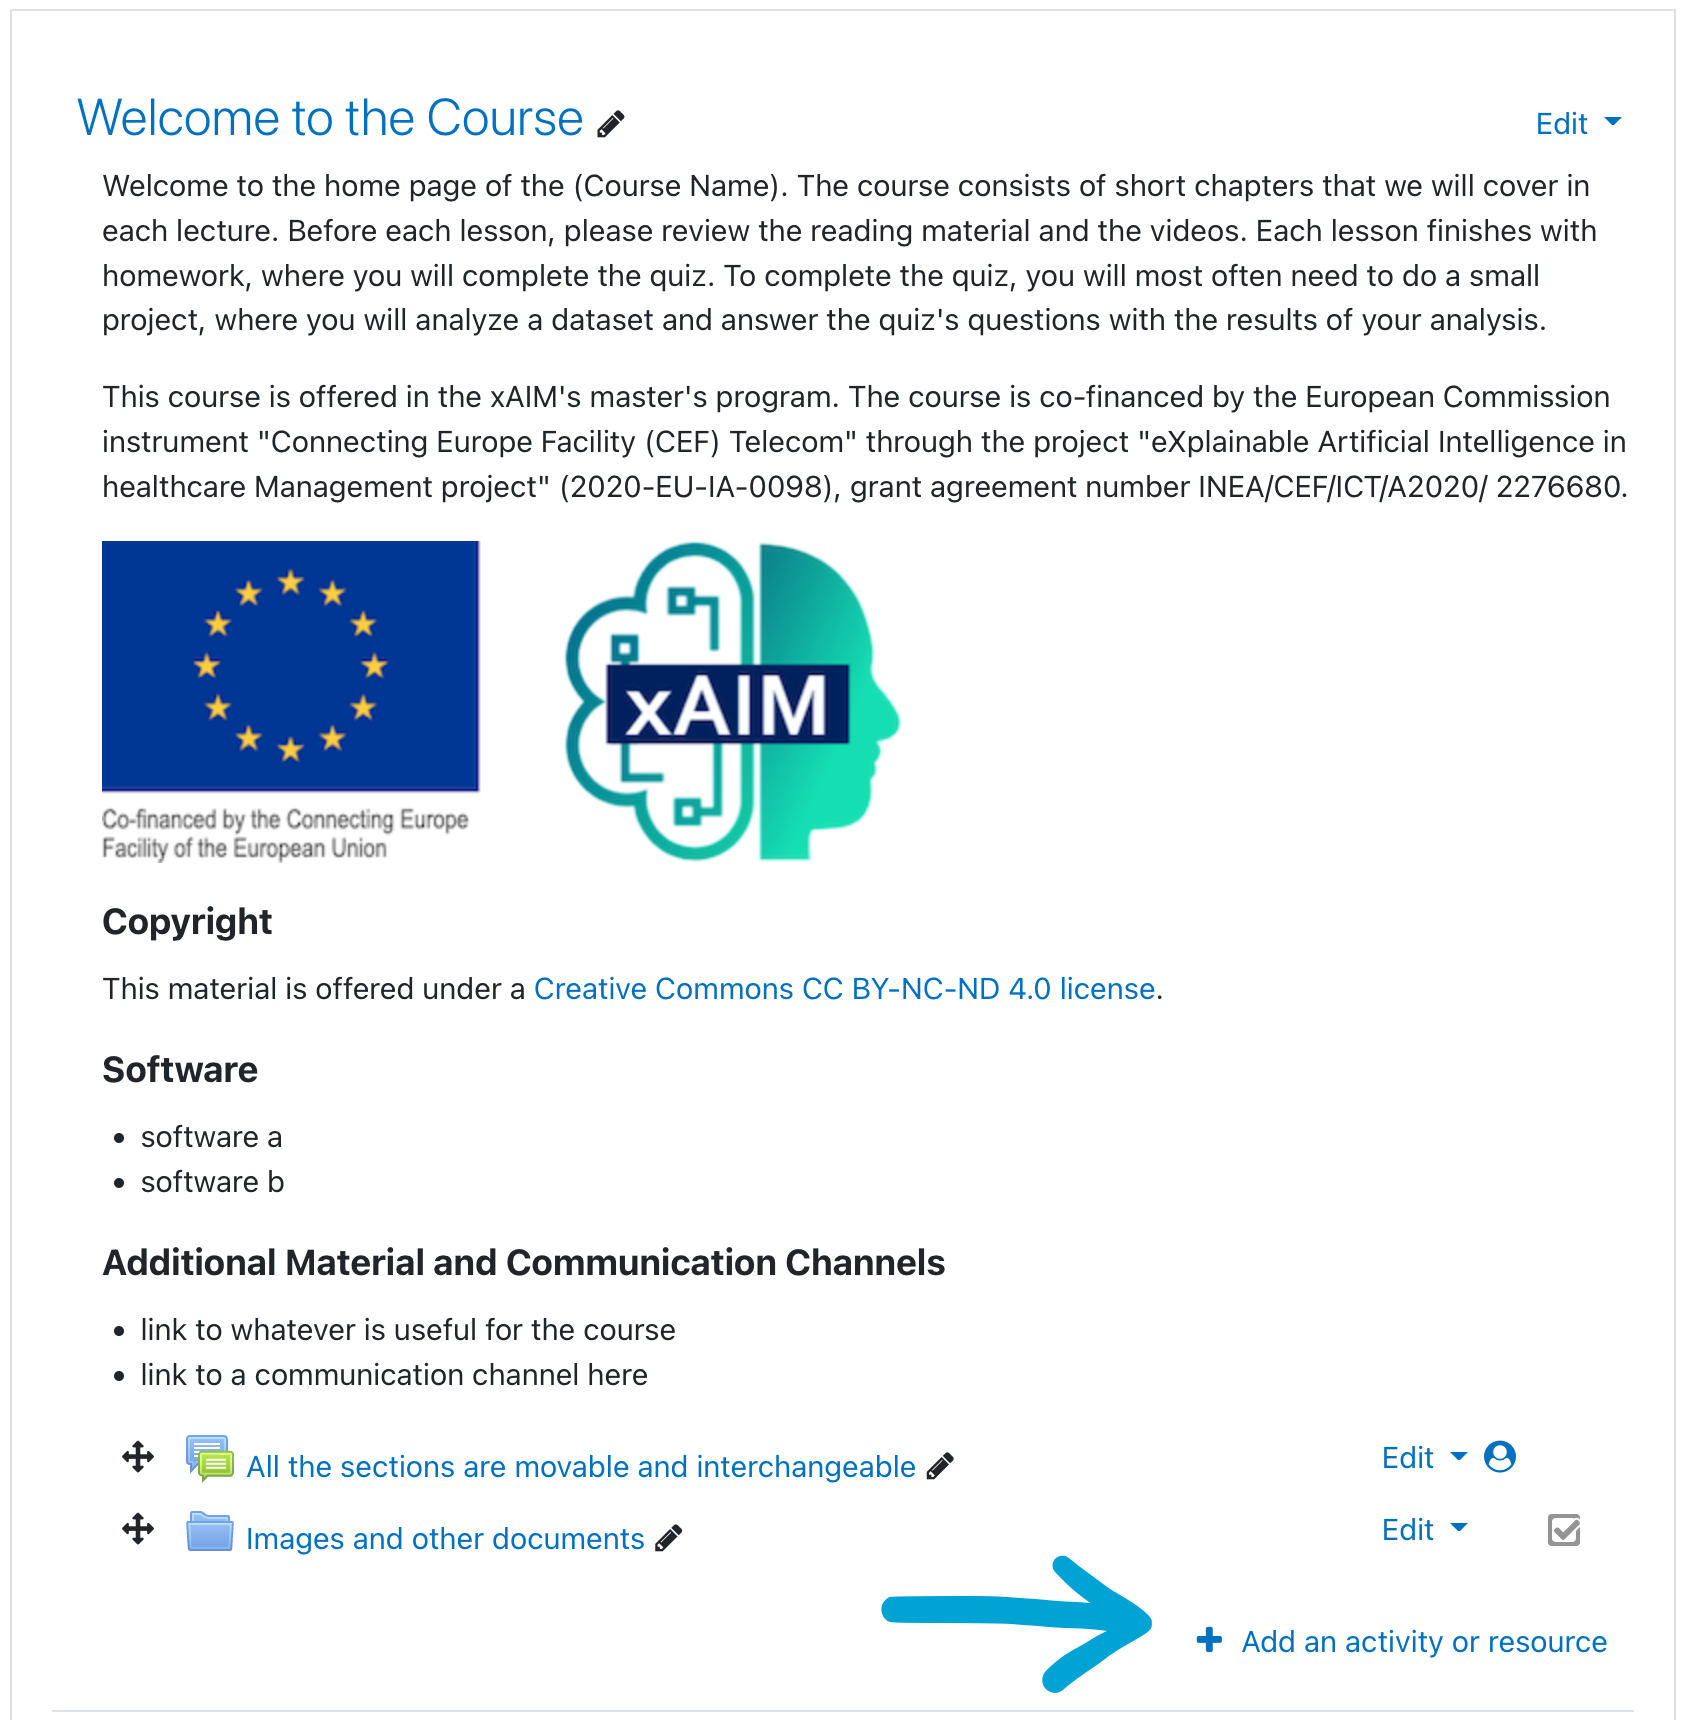 Welcome to the Course
Edit
Welcome to the home page of the (Course Name). The course consists of short chapters that we will cover in
each lecture. Before each lesson, please review the reading material and the videos. Each lesson finishes with
homework, where you will complete the quiz. To complete the quiz, you will most often need to do a small
project, where you will analyze a dataset and answer the quiz's questions with the results of your analysis.
This course is offered in the xAIM's master's program. The course is co-financed by the European Commission
instrument "Connecting Europe Facility (CEF) Telecom" through the project "eXplainable Artificial Intelligence in
healthcare Management project" (2020-EU-IA-0098), grant agreement number INEA/CEF/ICT/A2020/ 2276680.
xAIM
Co-financed by the Connecting Europe
Facility of the European Union
Copyright
This material is offered under a Creative Commons CC BY-NC-ND 4.0 license.
Software
• software a
• software b
Additional Material and Communication Channels
• link to whatever is useful for the course
• link to a communication channel here
All the sections are movable and interchangeable
Edit
Images and other documents
Edit
Add an activity or resource